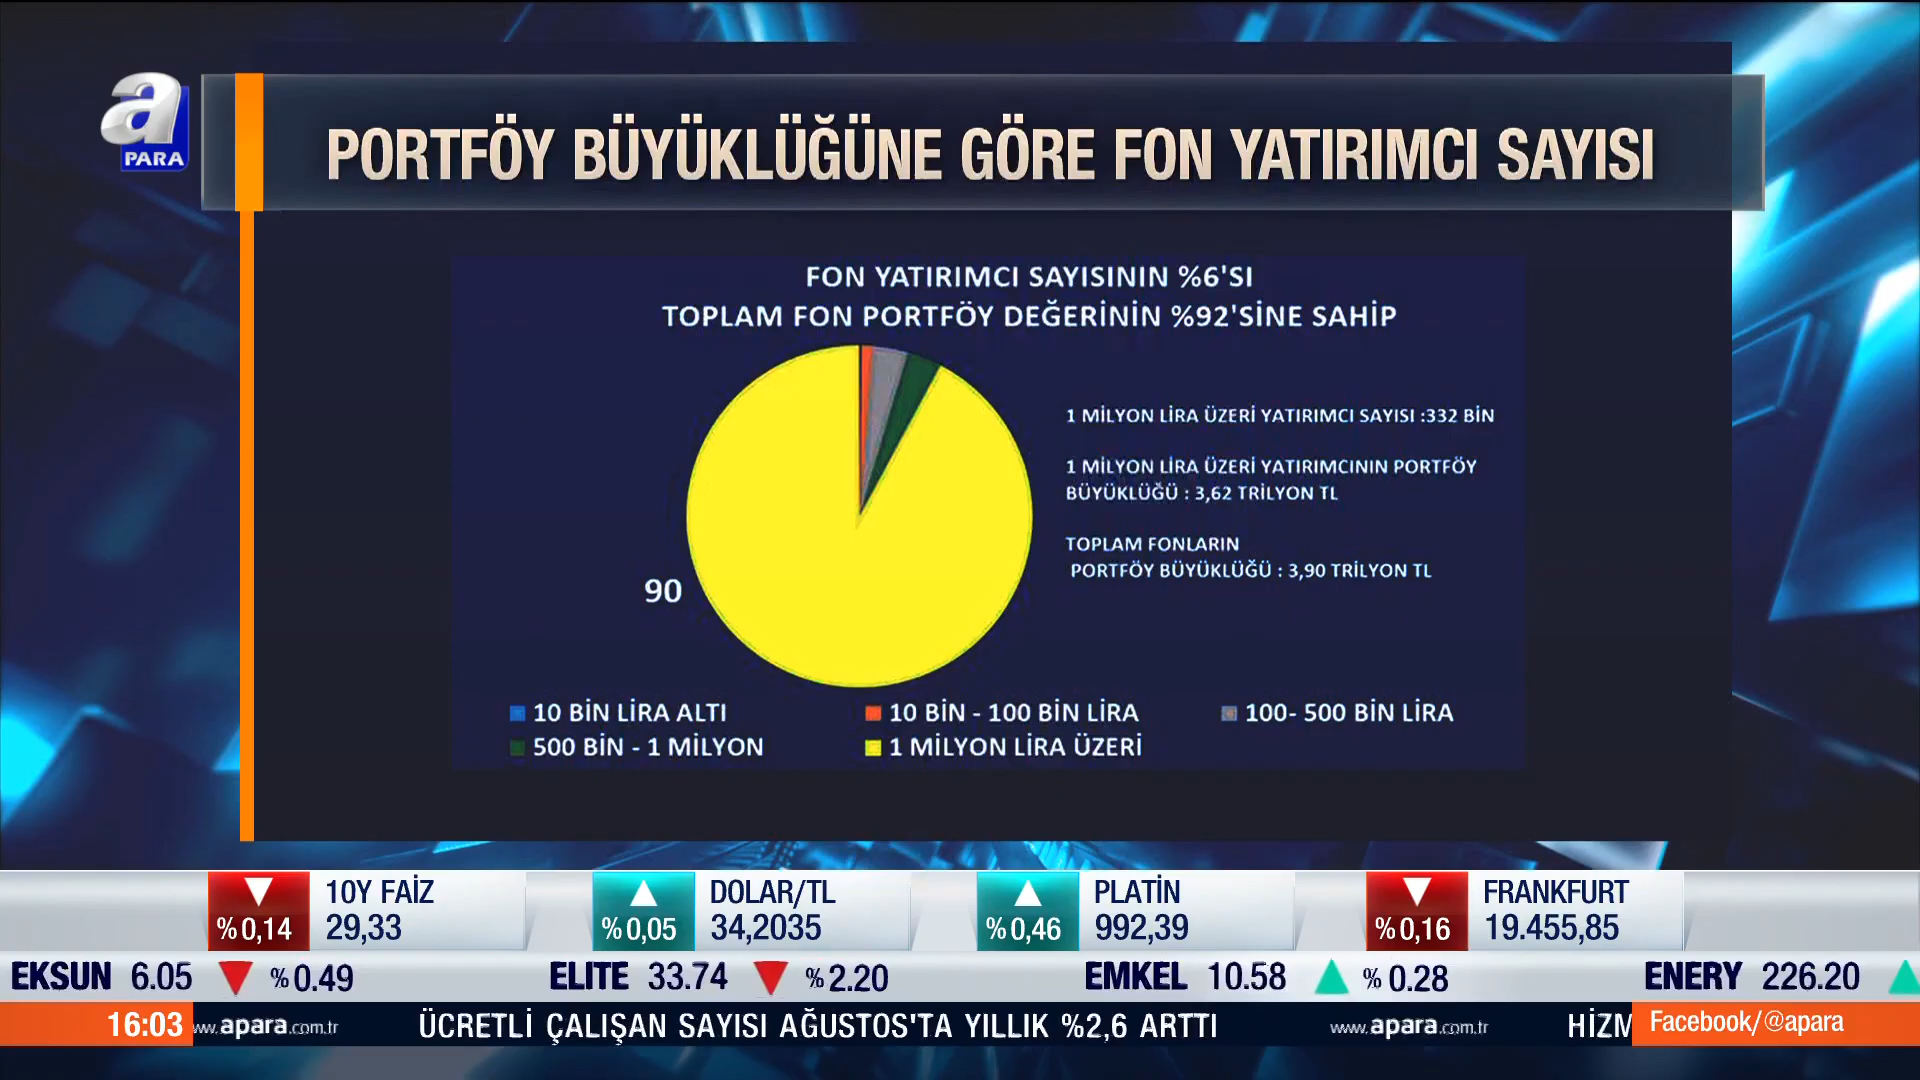 a
PARA
PORTFÖY BÜYÜKLÜĞÜNE GÖRE FON YATIRIMCI SAYISI
FON YATIRIMCI SAYISININ %6'SI
TOPLAM FON PORTFÖY DEĞERİNİN %92'SİNE SAHİP
1 MİLYON LİRA ÜZERİ YATIRIMCI SAYISI :332 BİN
1 MİLYON LİRA ÜZERİ YATIRIMCININ PORTFÖY
BÜYÜKLÜĞÜ : 3,62 TRİLYON TL
TOPLAM FONLARIN
PORTFÖY BÜYÜKLÜĞÜ : 3,90 TRİLYON TL
90
10 BİN LİRA ALTI
10 BİN - 100 BİN LİRA
100- 500 BİN LİRA
500 BİN - 1 MİLYON
1 MİLYON LİRA ÜZERİ
%0,14 10Y FAİZ 29,33
%0,05 DOLAR/TL 34,2035
%0,46 PLATİN 992,39
%0,16 FRANKFURT 19.455,85
EKSUN 6.05 %0.49 ELITE 33.74 %2.20 EMKEL 10.58 %0.28 ENERY 226.20
16:03 ww.apara.com.tr ÜCRETLİ ÇALIŞAN SAYISI AĞUSTOS'TA YILLIK %2,6 ARTTI www.apara.com.tr HİZM Facebook/@apara